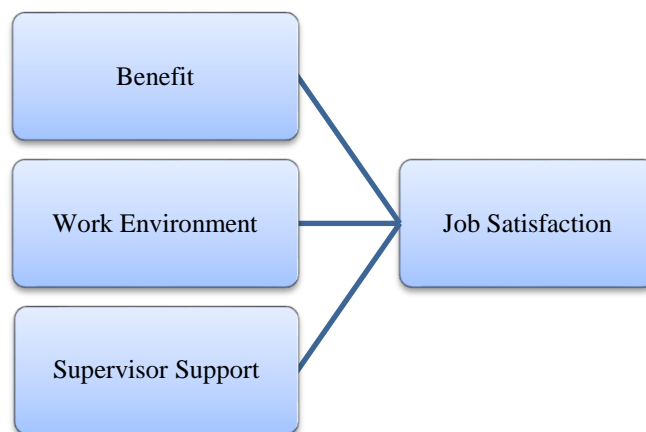 Benefit
Work Environment
Job Satisfaction
Supervisor Support